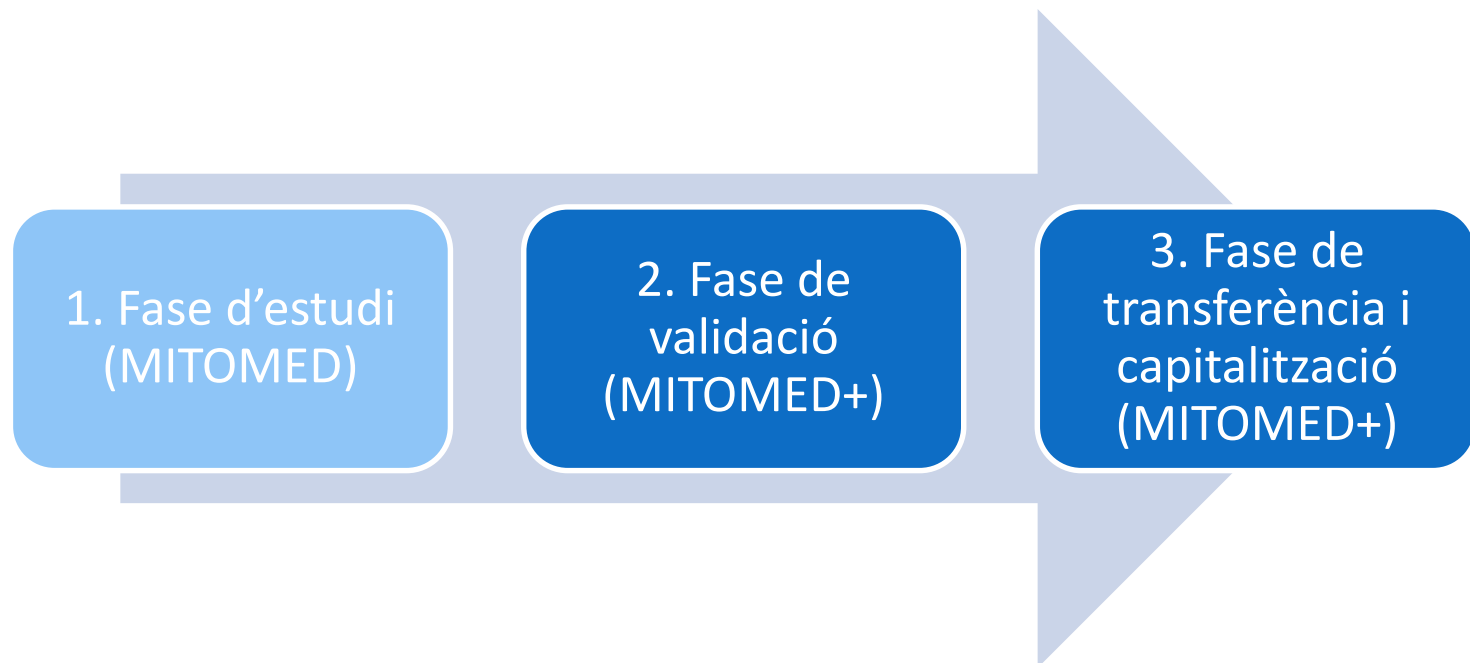 1. Fase d’estudi
(MITOMED)
2. Fase de
validació
(MITOMED+)
3. Fase de
transferència i
capitalització
(MITOMED+)